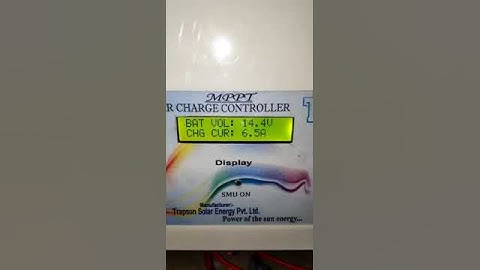 MPPT
R CHARGE CONTROLLER
BAT VOL: 14.4V
CHG CUR: 6.5A
Display
SMU ON
Manufacturer:-
Trapson Solar Energy Pvt. Ltd.
Power of the sun energy...